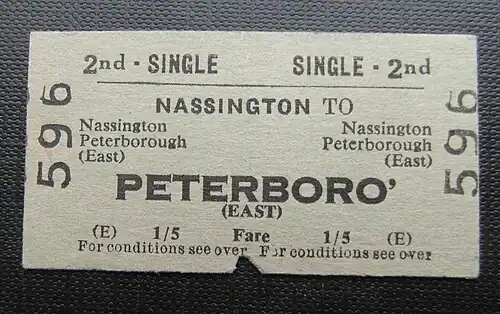 2nd - SINGLE SINGLE - 2nd
NASSINGTON TO
Nassington Nassington
Peterborough Peterborough
(East) (East)
PETERBORO'
(EAST)
(E) 1/5 Fare 1/5 (E)
For conditions see over For conditions see over
596
596